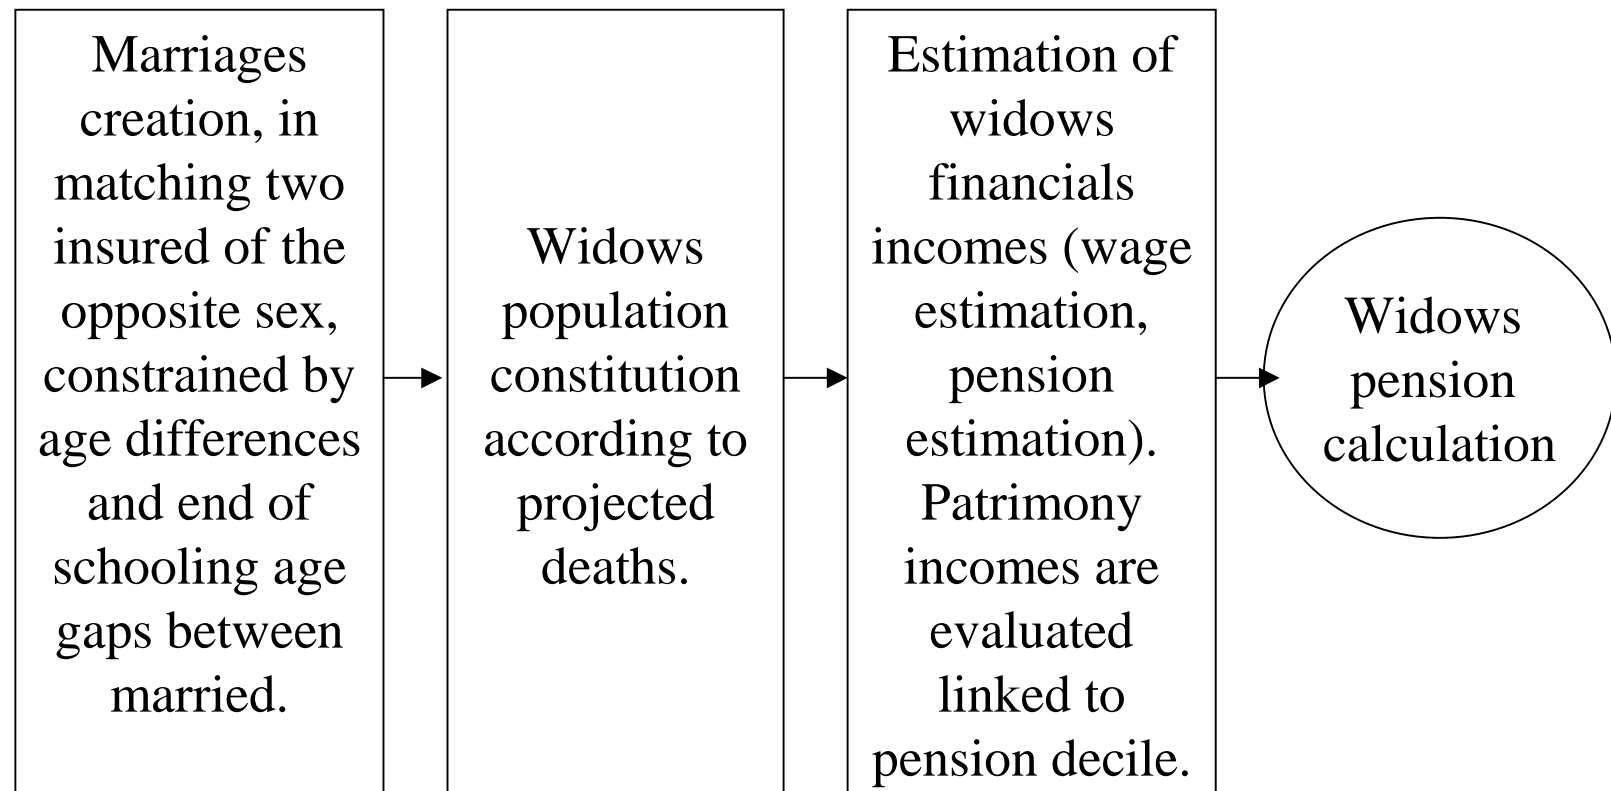 Marriages
creation, in
matching two
insured of the
opposite sex,
constrained by
age differences
and end of
schooling age
gaps between
married.
Widows
population
constitution
according to
projected
deaths.
Estimation of
widows
financials
incomes (wage
estimation,
pension
estimation).
Patrimony
incomes are
evaluated
linked to
pension decile.
Widows
pension
calculation